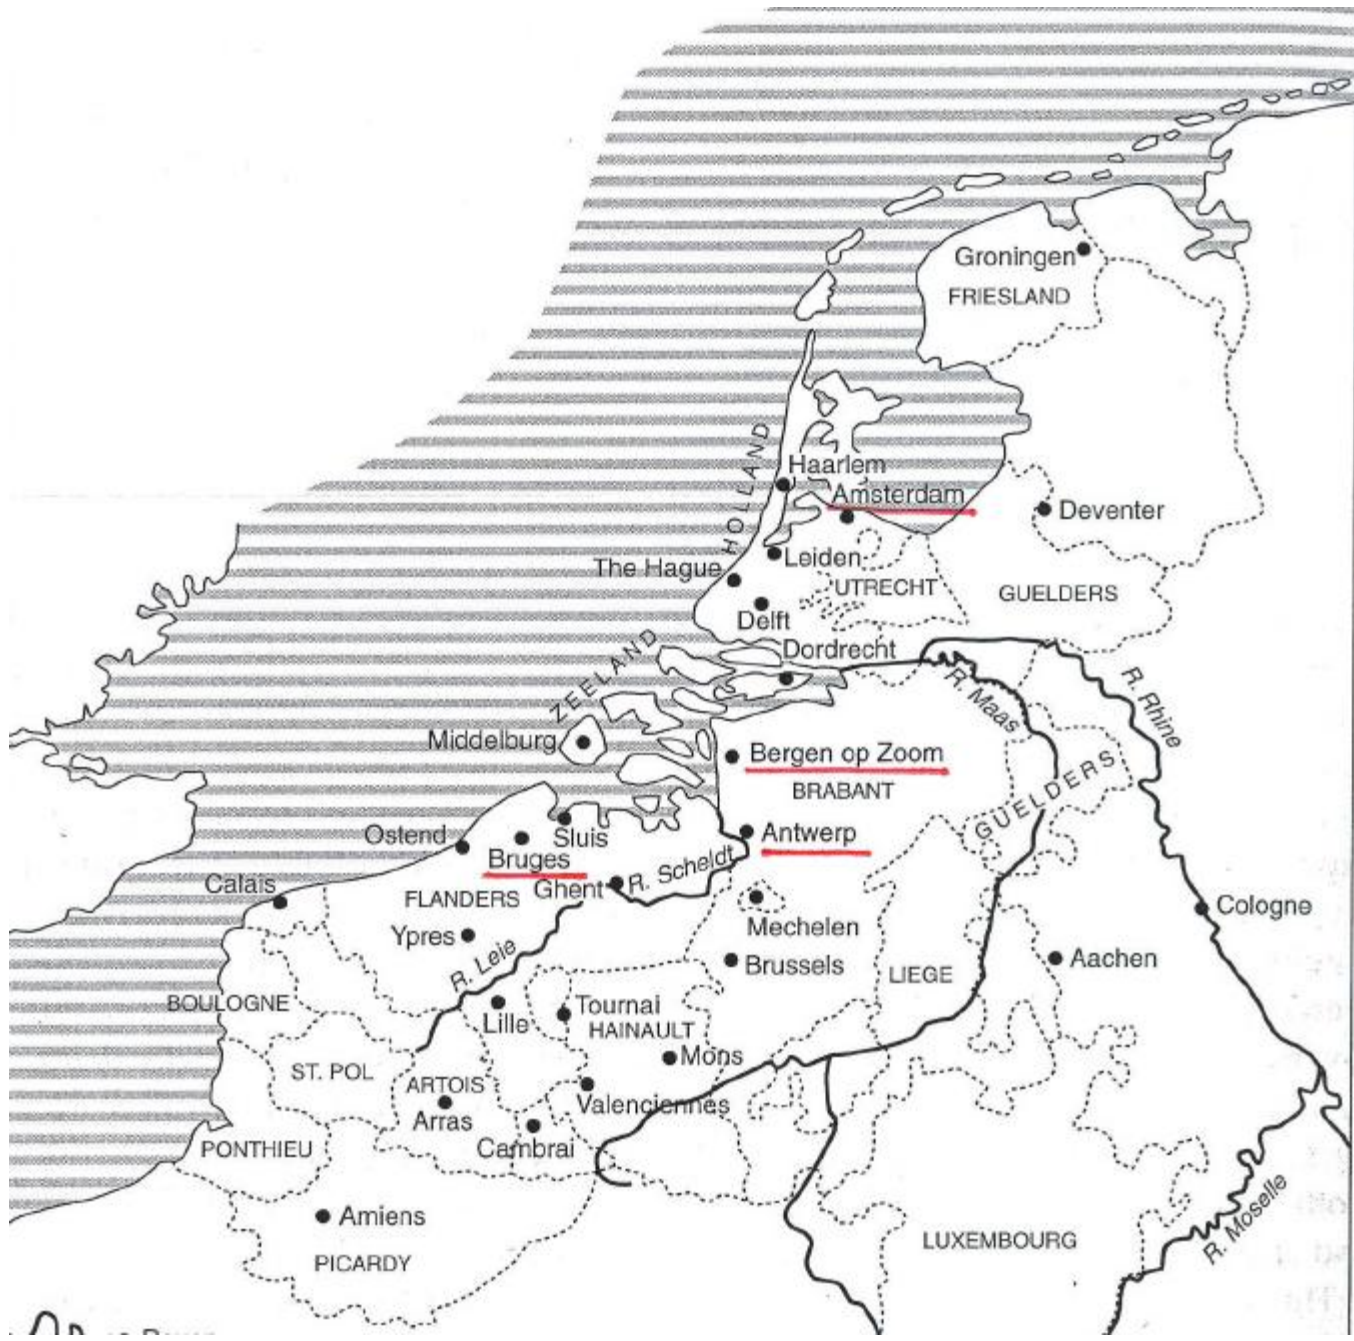 Groningen
FRIESLAND
HOLLAND
Haarlem
Amsterdam
Deventer
Leiden
The Hague
UTRECHT
GUELDERS
Delft
Dordrecht
ZEELAND
R. Maas
R. Rhine
Middelburg
Bergen op Zoom
BRABANT
GUELDERS
Ostend
Sluis
Antwerp
Bruges
R. Scheldt
Calais
Ghent
FLANDERS
Cologne
Mechelen
Ypres
R. Leie
Brussels
LIEGE
Aachen
BOULOGNE
Tournai
Lille
HAINAULT
Mons
ST. POL
ARTOIS
Valenciennes
Arras
Cambrai
PONTHIEU
Amiens
R. Moselle
LUXEMBOURG
PICARDY